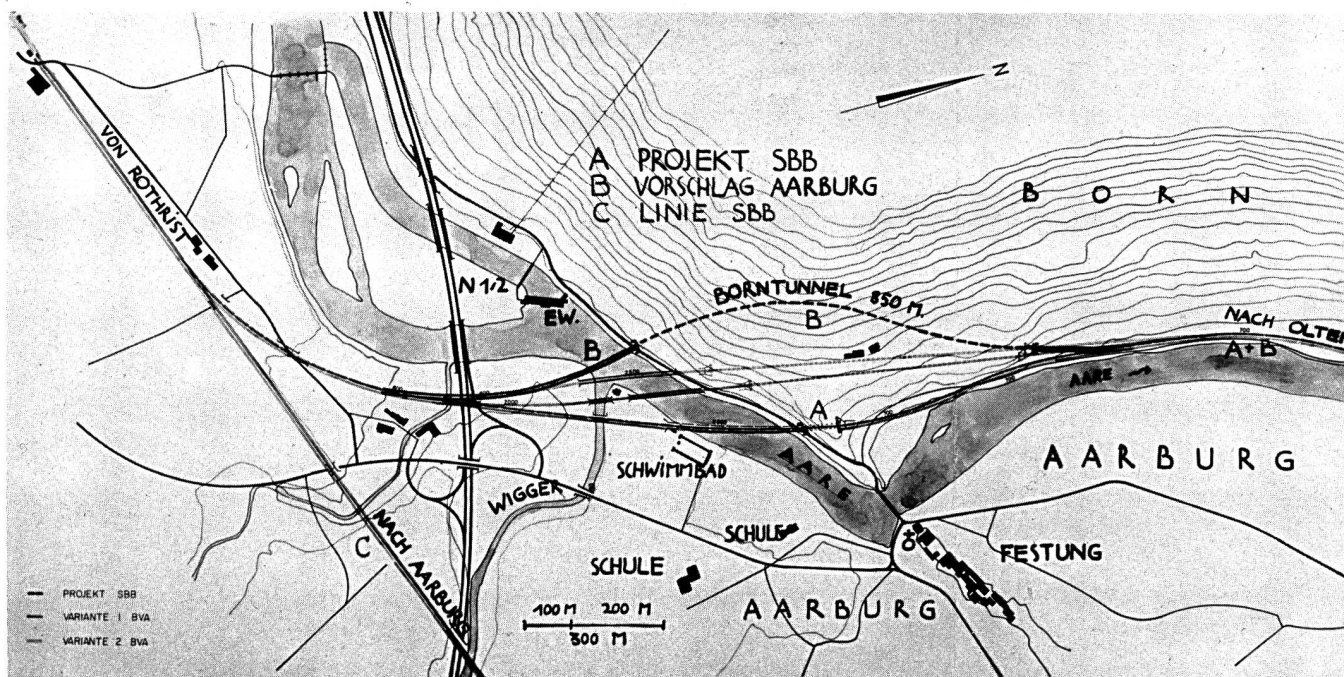 N
A PROJEKT SBB
B VORSCHLAG AARBURG
C LINIE SBB
B O R N
VON ROTHRIST
N 1+2
EW.
BORNTUNNEL 850 M.
B
B
NACH OLTEN
A+B
AARE
A
AARBURG
SCHWIMMBAD
AARE
WIGGER
SCHULE
SCHULE
FESTUNG
C
NACH AARBURG
AARBURG
100 M 200 M
300 M
PROJEKT SBB
VARIANTE 1 BVA
VARIANTE 2 BVA